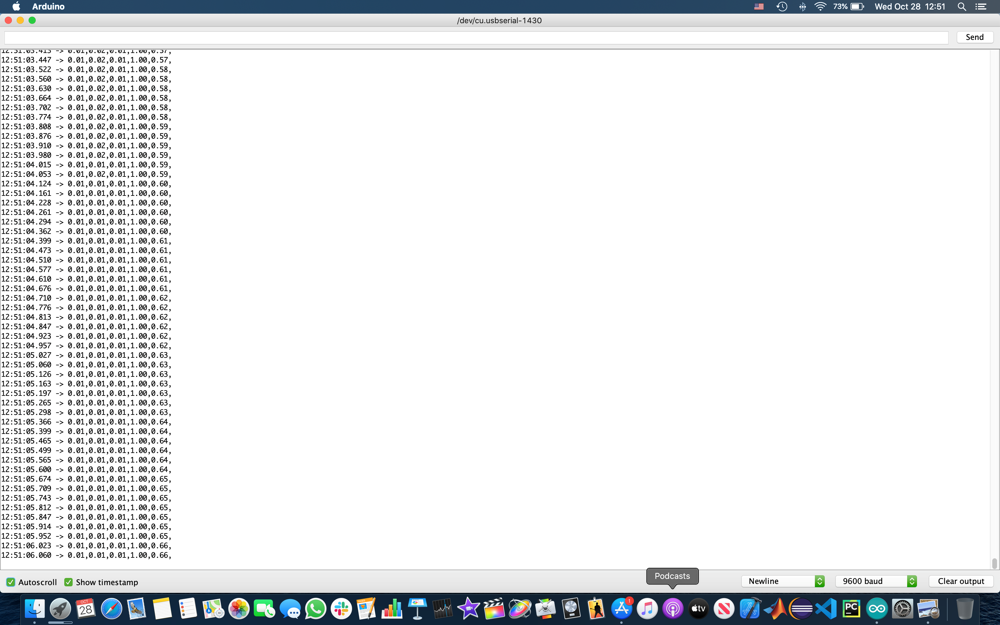 Arduino
73%
Wed Oct 28 12:51
/dev/cu.usbserial-1430
Send
12:51:03.413 -> 0.01,0.02,0.01,1.00,0.57,
12:51:03.447 -> 0.01,0.02,0.01,1.00,0.57,
12:51:03.522 -> 0.01,0.02,0.01,1.00,0.58,
12:51:03.560 -> 0.01,0.02,0.01,1.00,0.58,
12:51:03.630 -> 0.01,0.02,0.01,1.00,0.58,
12:51:03.664 -> 0.01,0.02,0.01,1.00,0.58,
12:51:03.702 -> 0.01,0.02,0.01,1.00,0.58,
12:51:03.774 -> 0.01,0.02,0.01,1.00,0.58,
12:51:03.808 -> 0.01,0.02,0.01,1.00,0.59,
12:51:03.876 -> 0.01,0.02,0.01,1.00,0.59,
12:51:03.910 -> 0.01,0.02,0.01,1.00,0.59,
12:51:03.980 -> 0.01,0.02,0.01,1.00,0.59,
12:51:04.015 -> 0.01,0.01,0.01,1.00,0.59,
12:51:04.053 -> 0.01,0.02,0.01,1.00,0.59,
12:51:04.124 -> 0.01,0.01,0.01,1.00,0.60,
12:51:04.161 -> 0.01,0.01,0.01,1.00,0.60,
12:51:04.228 -> 0.01,0.01,0.01,1.00,0.60,
12:51:04.261 -> 0.01,0.01,0.01,1.00,0.60,
12:51:04.294 -> 0.01,0.01,0.01,1.00,0.60,
12:51:04.362 -> 0.01,0.01,0.01,1.00,0.60,
12:51:04.399 -> 0.01,0.01,0.01,1.00,0.61,
12:51:04.473 -> 0.01,0.01,0.01,1.00,0.61,
12:51:04.510 -> 0.01,0.01,0.01,1.00,0.61,
12:51:04.577 -> 0.01,0.01,0.01,1.00,0.61,
12:51:04.610 -> 0.01,0.01,0.01,1.00,0.61,
12:51:04.676 -> 0.01,0.01,0.01,1.00,0.61,
12:51:04.710 -> 0.01,0.01,0.01,1.00,0.62,
12:51:04.776 -> 0.01,0.01,0.01,1.00,0.62,
12:51:04.813 -> 0.01,0.01,0.01,1.00,0.62,
12:51:04.847 -> 0.01,0.01,0.01,1.00,0.62,
12:51:04.923 -> 0.01,0.01,0.01,1.00,0.62,
12:51:04.957 -> 0.01,0.01,0.01,1.00,0.62,
12:51:05.027 -> 0.01,0.01,0.01,1.00,0.63,
12:51:05.060 -> 0.01,0.01,0.01,1.00,0.63,
12:51:05.126 -> 0.01,0.01,0.01,1.00,0.63,
12:51:05.163 -> 0.01,0.01,0.01,1.00,0.63,
12:51:05.197 -> 0.01,0.01,0.01,1.00,0.63,
12:51:05.265 -> 0.01,0.01,0.01,1.00,0.63,
12:51:05.298 -> 0.01,0.01,0.01,1.00,0.63,
12:51:05.366 -> 0.01,0.01,0.01,1.00,0.64,
12:51:05.399 -> 0.01,0.01,0.01,1.00,0.64,
12:51:05.465 -> 0.01,0.01,0.01,1.00,0.64,
12:51:05.499 -> 0.01,0.01,0.01,1.00,0.64,
12:51:05.565 -> 0.01,0.01,0.01,1.00,0.64,
12:51:05.600 -> 0.01,0.01,0.01,1.00,0.64,
12:51:05.674 -> 0.01,0.01,0.01,1.00,0.65,
12:51:05.709 -> 0.01,0.01,0.01,1.00,0.65,
12:51:05.743 -> 0.01,0.01,0.01,1.00,0.65,
12:51:05.812 -> 0.01,0.01,0.01,1.00,0.65,
12:51:05.847 -> 0.01,0.01,0.01,1.00,0.65,
12:51:05.914 -> 0.01,0.01,0.01,1.00,0.65,
12:51:05.952 -> 0.01,0.01,0.01,1.00,0.65,
12:51:06.023 -> 0.01,0.01,0.01,1.00,0.66,
12:51:06.060 -> 0.01,0.01,0.01,1.00,0.66,
Autoscroll
Show timestamp
Podcasts
Newline
9600 baud
Clear output
OCT
28
PAGES
3D
1
tv
PC